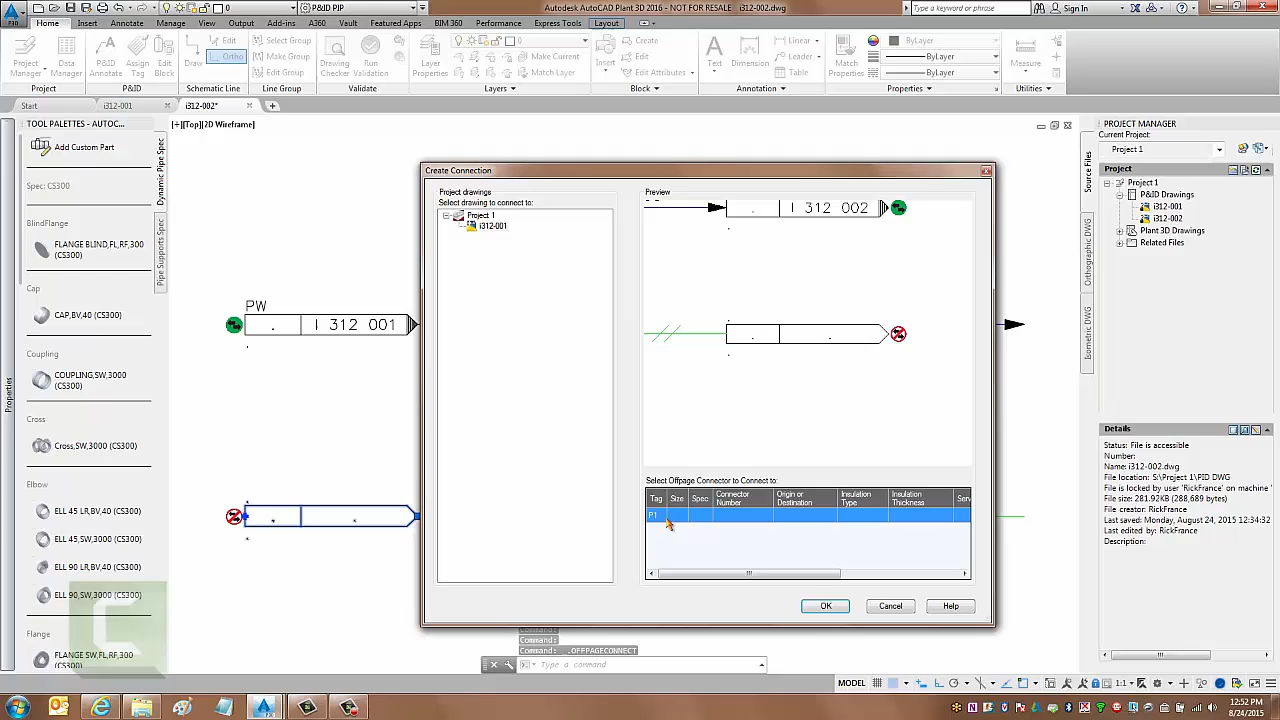 Autodesk AutoCAD Plant 3D 2016 - NOT FOR RESALE   i312-002.dwg
P&ID PIP
Type a keyword or phrase
Sign In
Home Insert Annotate Manage View Output Add-ins A360 Vault Featured Apps BIM 360 Performance Express Tools Layout
Project Manager
Data Manager
P&ID Annotate
Assign Tag
Edit
Draw
Ortho
Select Group
Make Group
Edit Group
Drawing Checker
Run Validation
Layer Properties
0
Make Current
Match Layer
Insert
Create
Edit
Edit Attributes
Text
Dimension
Linear
Leader
Table
Match Properties
ByLayer
ByLayer
ByLayer
Measure
Project P&ID Schematic Line Line Group Validate Layers Block Annotation Properties Utilities
Start i312-001 i312-002*
TOOL PALETTES - AUTOC...
[+][Top][2D Wireframe]
Add Custom Part
Spec: CS300
BlindFlange
FLANGE BLIND,FL,RF,300 (CS300)
Cap
CAP,BV,40 (CS300)
Coupling
COUPLING,SW,3000 (CS300)
Cross
Cross,SW,3000 (CS300)
Elbow
ELL 45 LR,BV,40 (CS300)
ELL 45,SW,3000 (CS300)
ELL 90 LR,BV,40 (CS300)
ELL 90,SW,3000 (CS300)
Flange
FLANGE SW,FL,RF,300 (CS300)
Dynamic Pipe Spec
Pipe Supports Spec
Properties
PW
I 312 001
Create Connection
Project drawings
Select drawing to connect to:
Project 1
i312-001
Preview
I 312 002
Select Offpage Connector to Connect to:
Tag Size Spec Connector Number Origin or Destination Insulation Type Insulation Thickness Serv
P1
OK Cancel Help
Command:
Command:
Command: _.OFFPAGECONNECT
Type a command
PROJECT MANAGER
Current Project:
Project 1
Project
Project 1
P&ID Drawings
i312-001
i312-002
Plant 3D Drawings
Related Files
Source Files
Orthographic DWG
Isometric DWG
Details
Status: File is accessible
Number:
Name: i312-002.dwg
File location: S:\Project 1\PID DWG
File is locked by user 'RickFrance' on machine '
File size: 281.92KB (288,689 bytes)
File creator: RickFrance
Last saved: Monday, August 24, 2015 12:34:32
Last edited by: RickFrance
Description:
MODEL
1:1
12:52 PM
8/24/2015